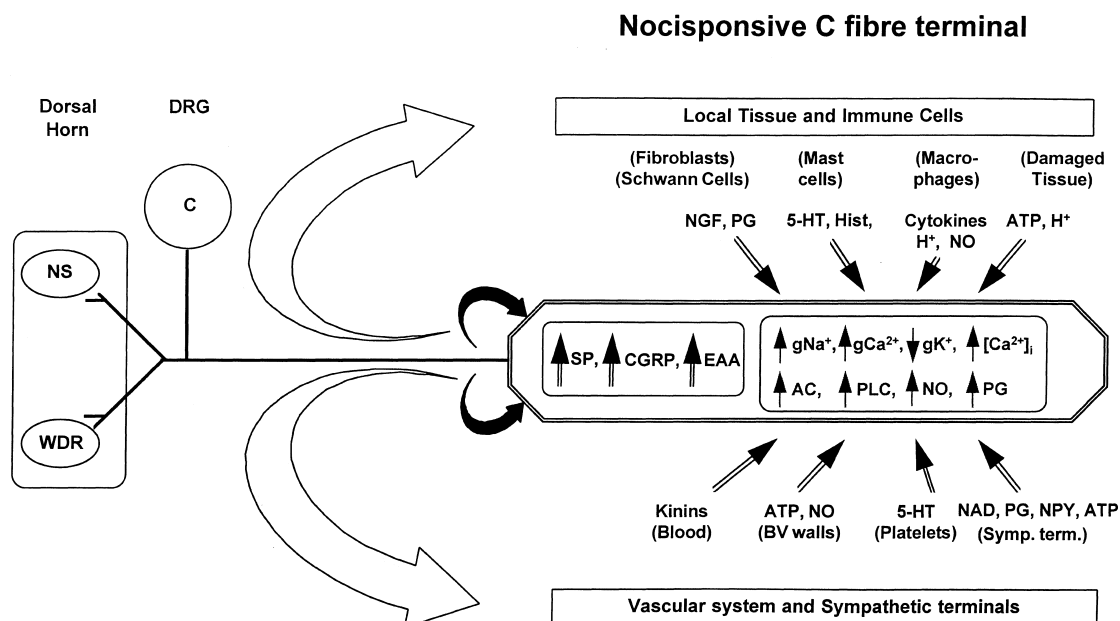 Nocisponsive C fibre terminal
Dorsal
Horn
DRG
Local Tissue and Immune Cells
(Fibroblasts)
(Schwann Cells)
(Mast
cells)
(Macro-
phages)
(Damaged
Tissue)
C
NGF, PG
5-HT, Hist,
Cytokines
H⁺, NO
ATP, H⁺
NS
SP, CGRP, EAA
gNa⁺, gCa²⁺, gK⁺, [Ca²⁺]ᵢ
AC, PLC, NO, PG
WDR
Kinins
(Blood)
ATP, NO
(BV walls)
5-HT
(Platelets)
NAD, PG, NPY, ATP
(Symp. term.)
Vascular system and Sympathetic terminals